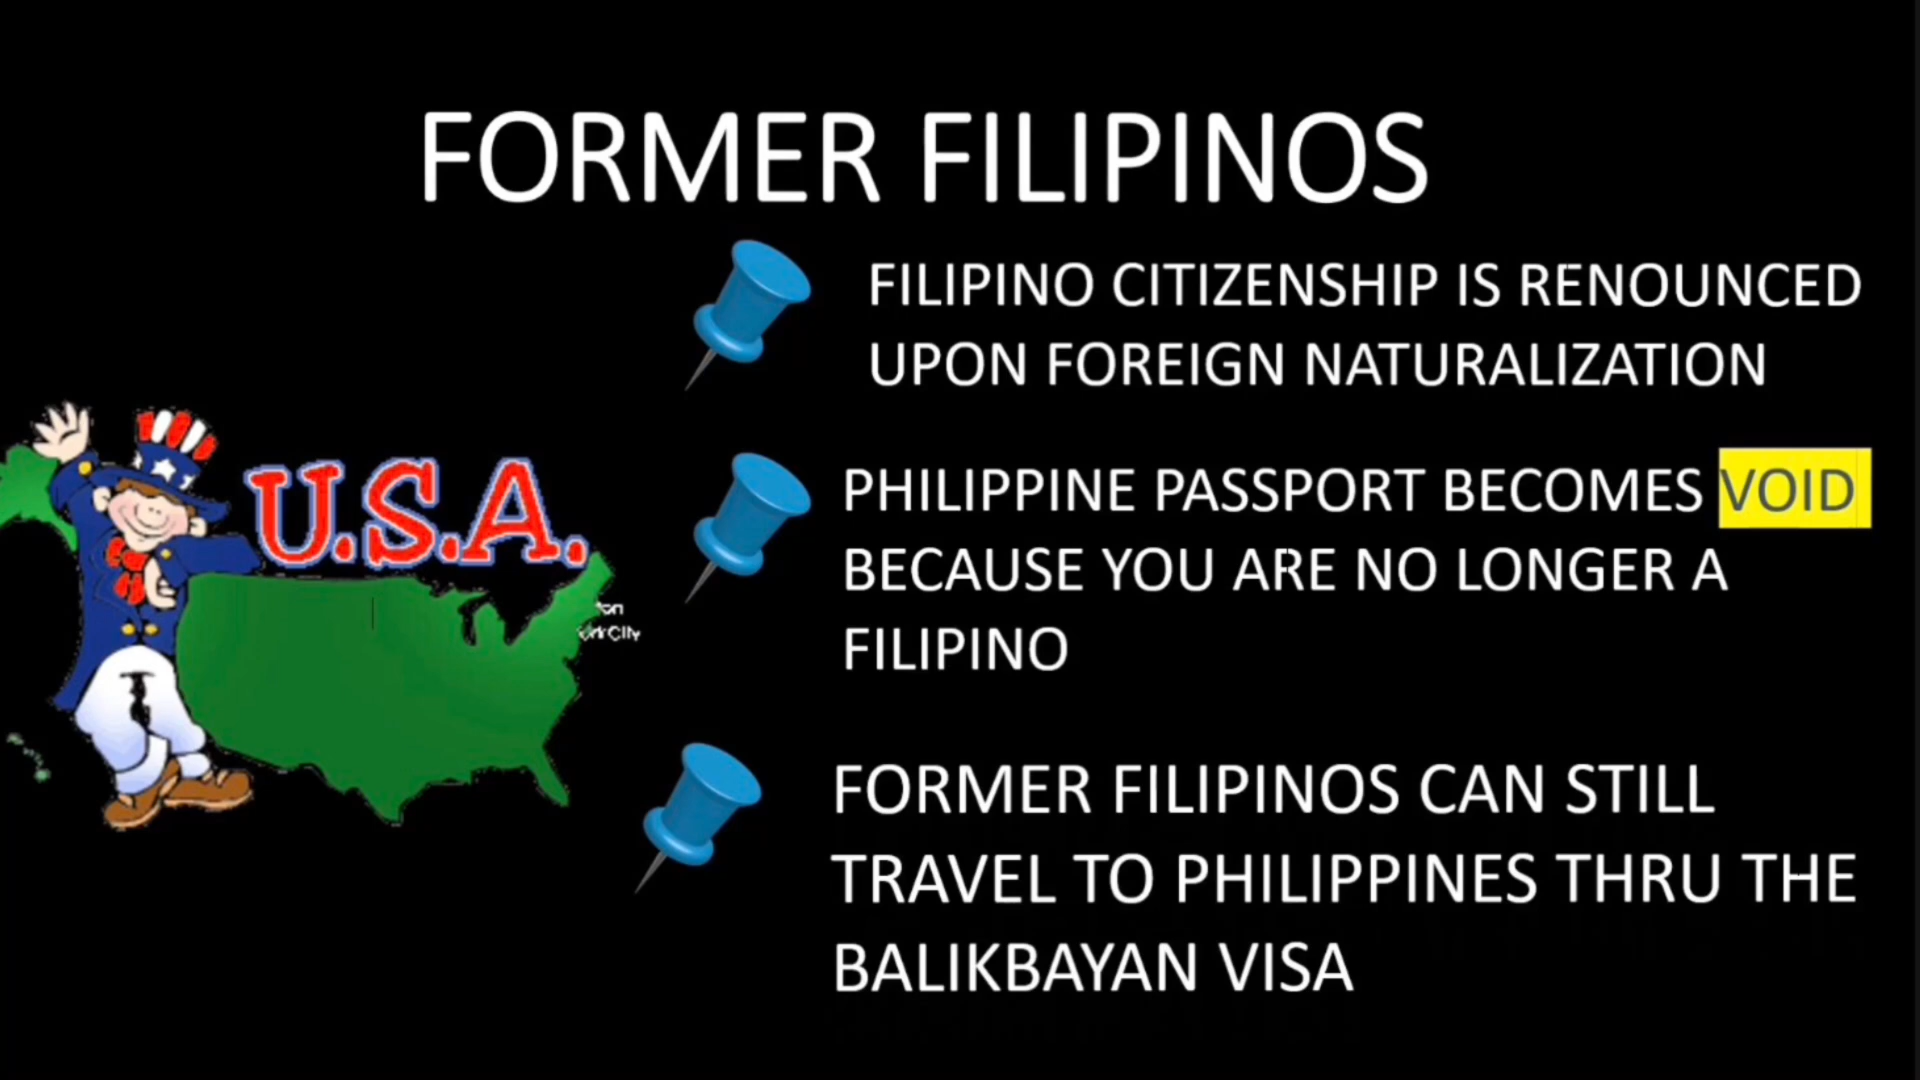 FORMER FILIPINOS
FILIPINO CITIZENSHIP IS RENOUNCED
UPON FOREIGN NATURALIZATION
U.S.A.
PHILIPPINE PASSPORT BECOMES VOID
BECAUSE YOU ARE NO LONGER A
FILIPINO
FORMER FILIPINOS CAN STILL
TRAVEL TO PHILIPPINES THRU THE
BALIKBAYAN VISA